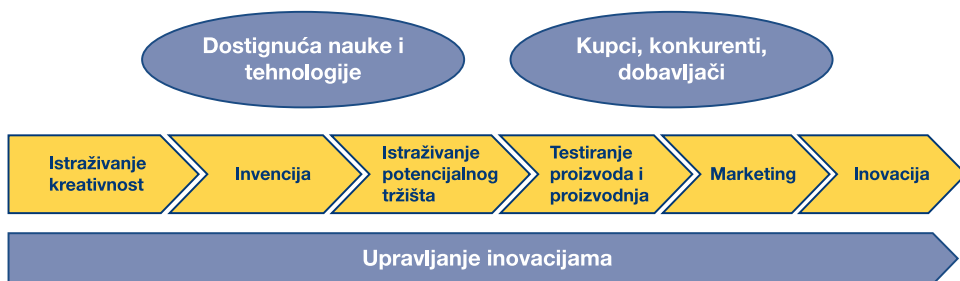 Dostignuća nauke i
tehnologije
Kupci, konkurenti,
dobavljači
Istraživanje
kreativnost
Invencija
Istraživanje
potencijalnog
tržišta
Testiranje
proizvoda i
proizvodnja
Marketing
Inovacija
Upravljanje inovacijama